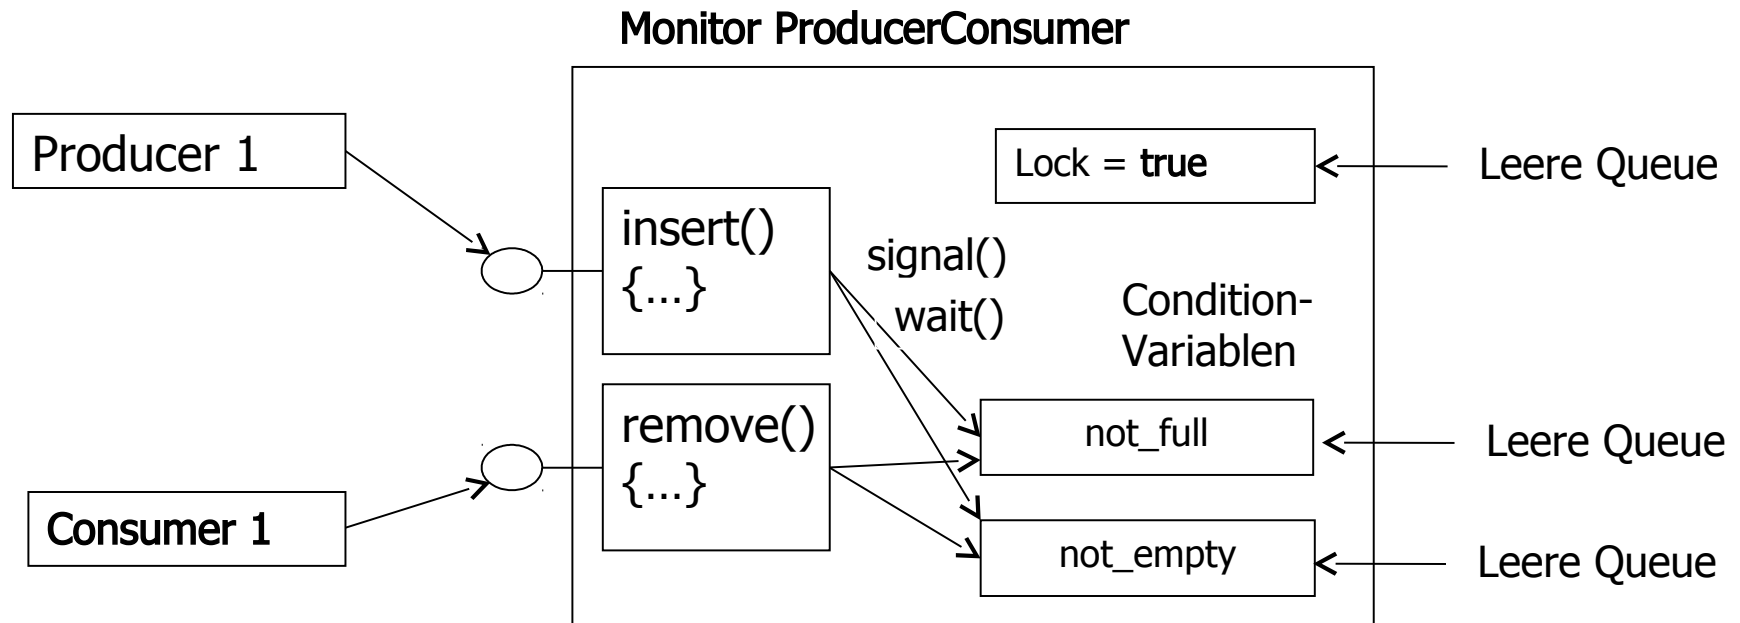 Monitor ProducerConsumer
Producer 1
Lock = true
Leere Queue
insert()
{...}
signal()
wait()
Condition-
Variablen
remove()
{...}
not_full
Leere Queue
Consumer 1
not_empty
Leere Queue